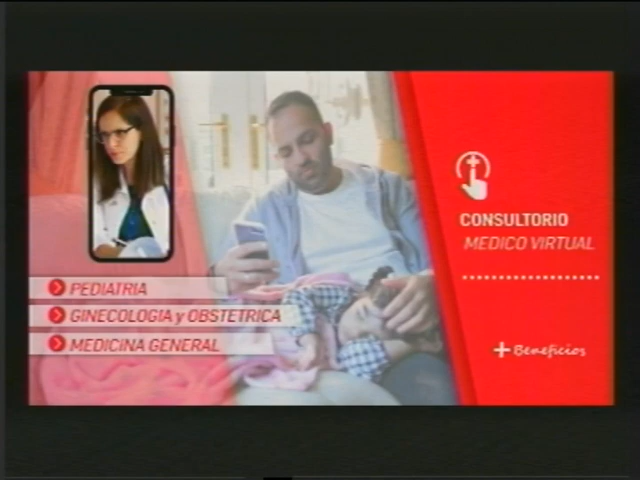 PEDIATRIA
GINECOLOGIA y OBSTETRICA
MEDICINA GENERAL
CONSULTORIO
MEDICO VIRTUAL
+ Beneficios